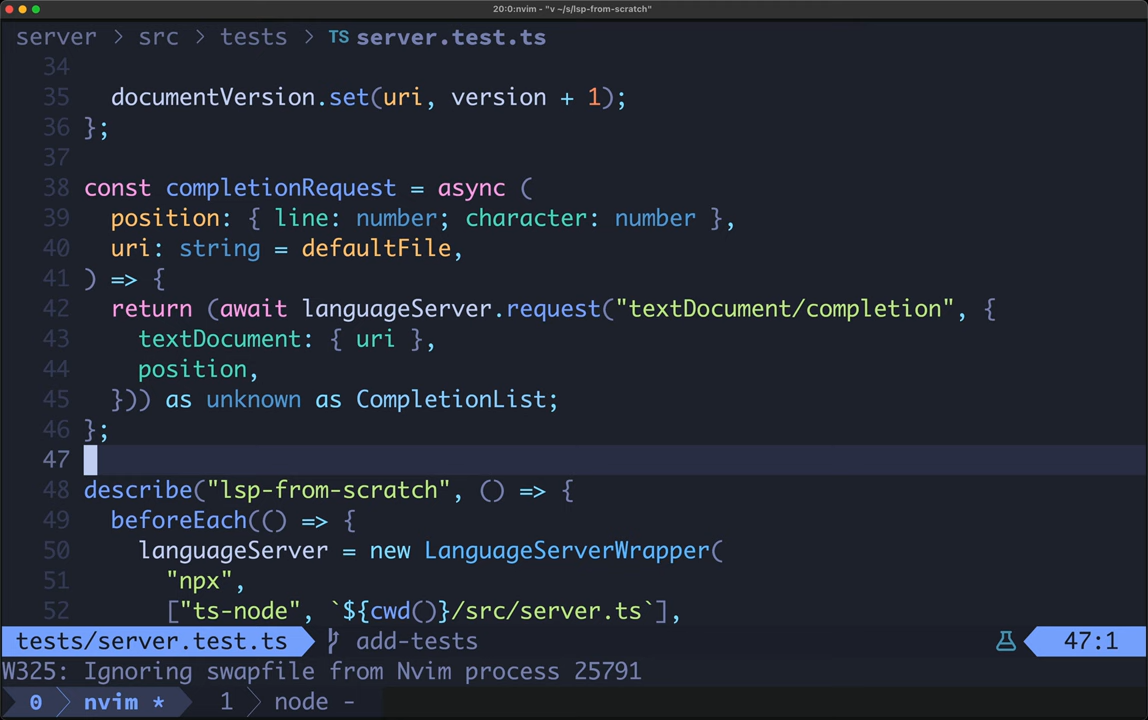 20:0:nvim - "v ~/s/lsp-from-scratch"
server > src > tests > TS server.test.ts
34
35   documentVersion.set(uri, version + 1);
36 };
37
38 const completionRequest = async (
39   position: { line: number; character: number },
40   uri: string = defaultFile,
41 ) => {
42   return (await languageServer.request("textDocument/completion", {
43     textDocument: { uri },
44     position,
45   })) as unknown as CompletionList;
46 };
47
48 describe("lsp-from-scratch", () => {
49   beforeEach(() => {
50     languageServer = new LanguageServerWrapper(
51       "npx",
52       ["ts-node", `${cwd()}/src/server.ts`],
tests/server.test.ts add-tests 47:1
W325: Ignoring swapfile from Nvim process 25791
0 nvim * 1 node -